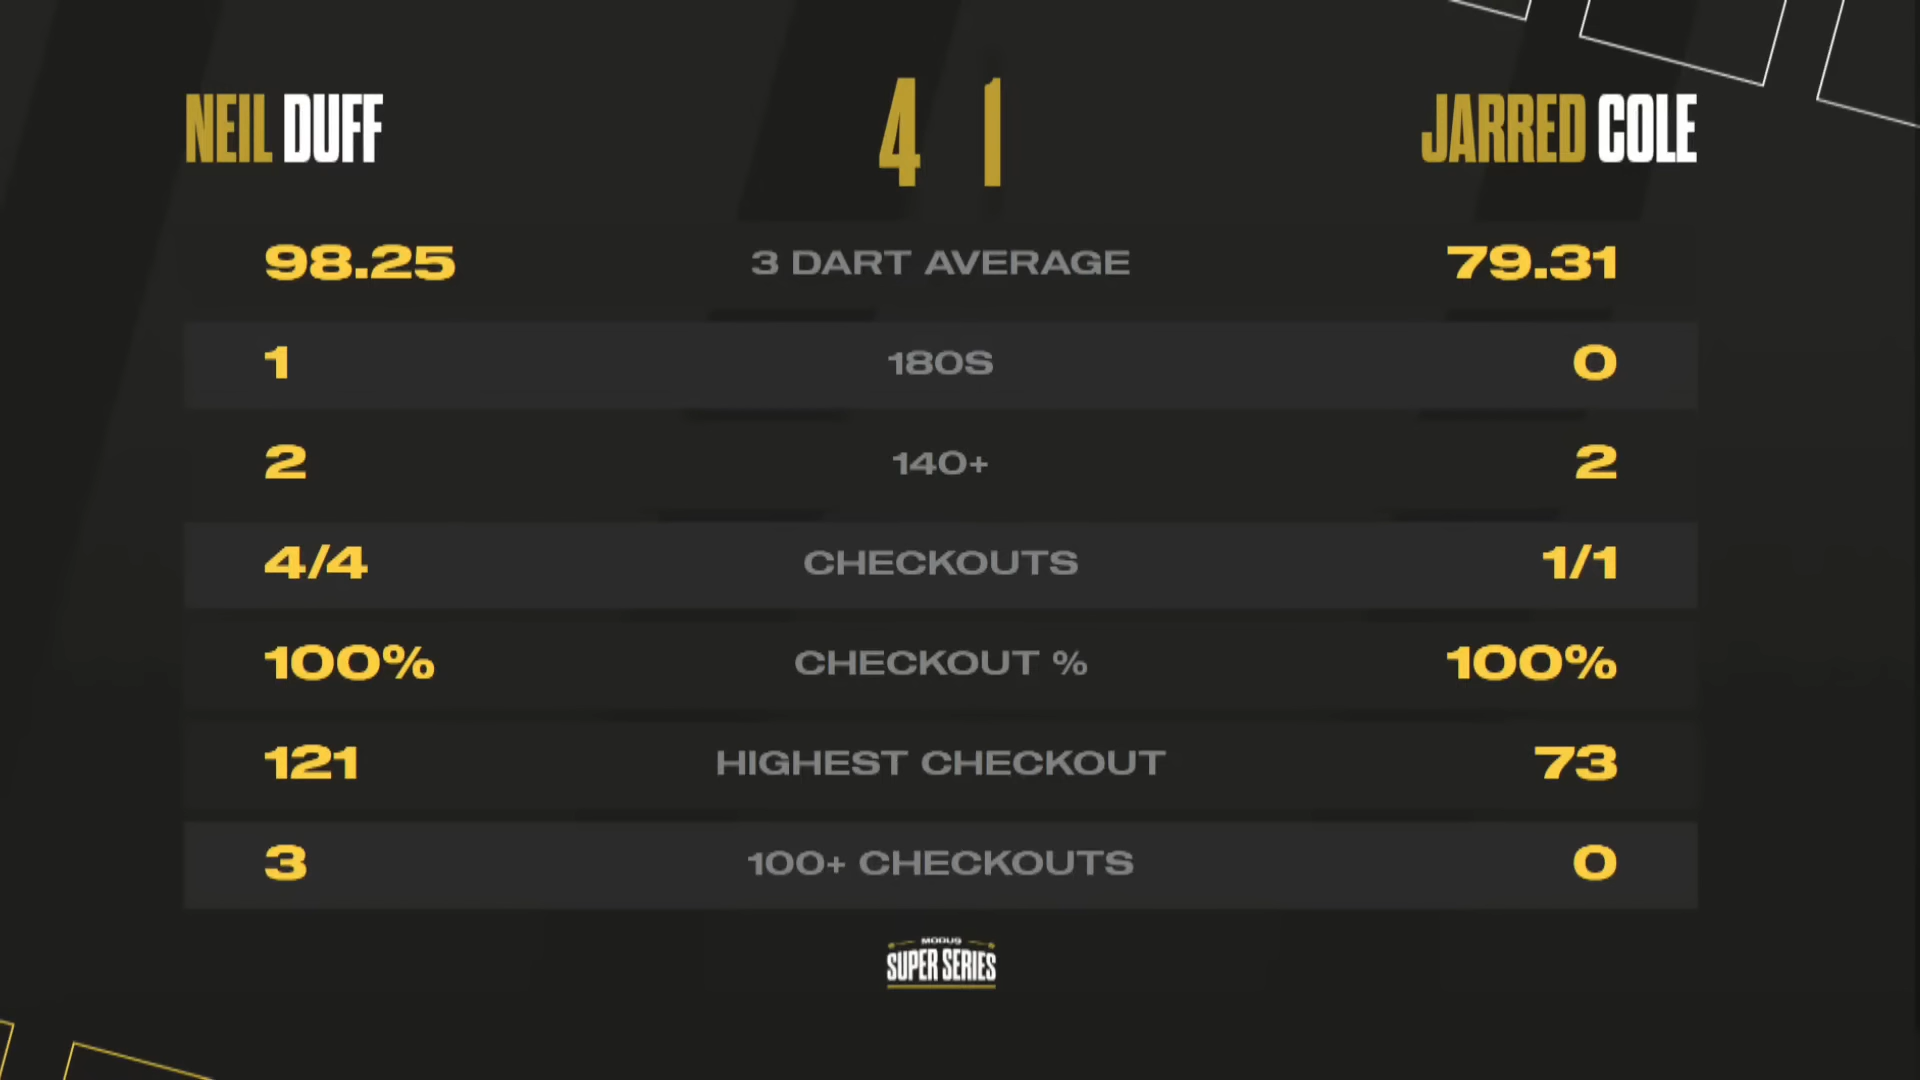 NEIL DUFF 4 1 JARRED COLE
98.25 3 DART AVERAGE 79.31
1 180S 0
2 140+ 2
4/4 CHECKOUTS 1/1
100% CHECKOUT % 100%
121 HIGHEST CHECKOUT 73
3 100+ CHECKOUTS 0
MODUS
SUPER SERIES